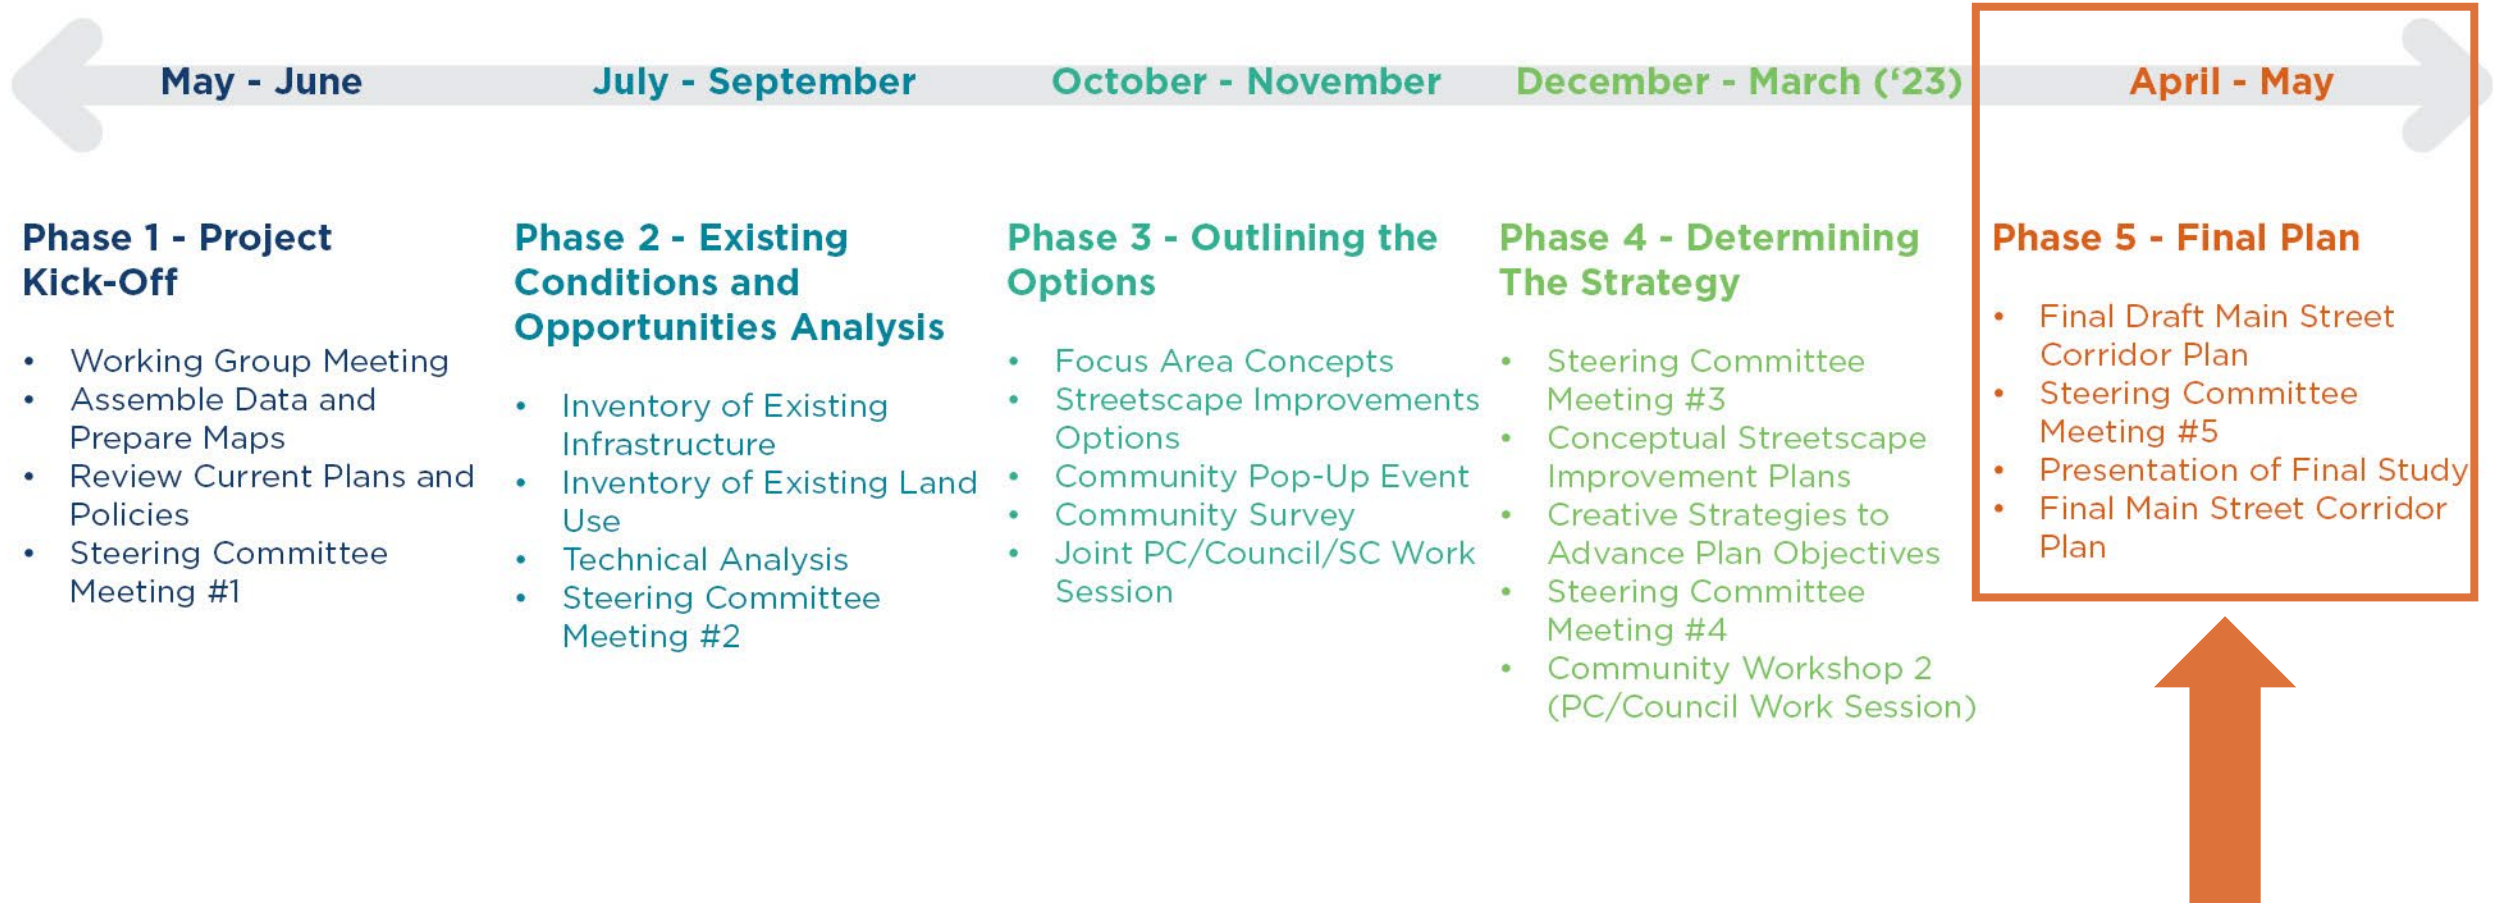 May - June
July - September
October - November
December - March (‘23)
April - May
Phase 1 - Project
Kick-Off
• Working Group Meeting
• Assemble Data and
Prepare Maps
• Review Current Plans and
Policies
• Steering Committee
Meeting #1
Phase 2 - Existing
Conditions and
Opportunities Analysis
• Inventory of Existing
Infrastructure
• Inventory of Existing Land
Use
• Technical Analysis
• Steering Committee
Meeting #2
Phase 3 - Outlining the
Options
• Focus Area Concepts
• Streetscape Improvements
Options
• Community Pop-Up Event
• Community Survey
• Joint PC/Council/SC Work
Session
Phase 4 - Determining
The Strategy
• Steering Committee
Meeting #3
• Conceptual Streetscape
Improvement Plans
• Creative Strategies to
Advance Plan Objectives
• Steering Committee
Meeting #4
• Community Workshop 2
(PC/Council Work Session)
Phase 5 - Final Plan
• Final Draft Main Street
Corridor Plan
• Steering Committee
Meeting #5
• Presentation of Final Study
• Final Main Street Corridor
Plan